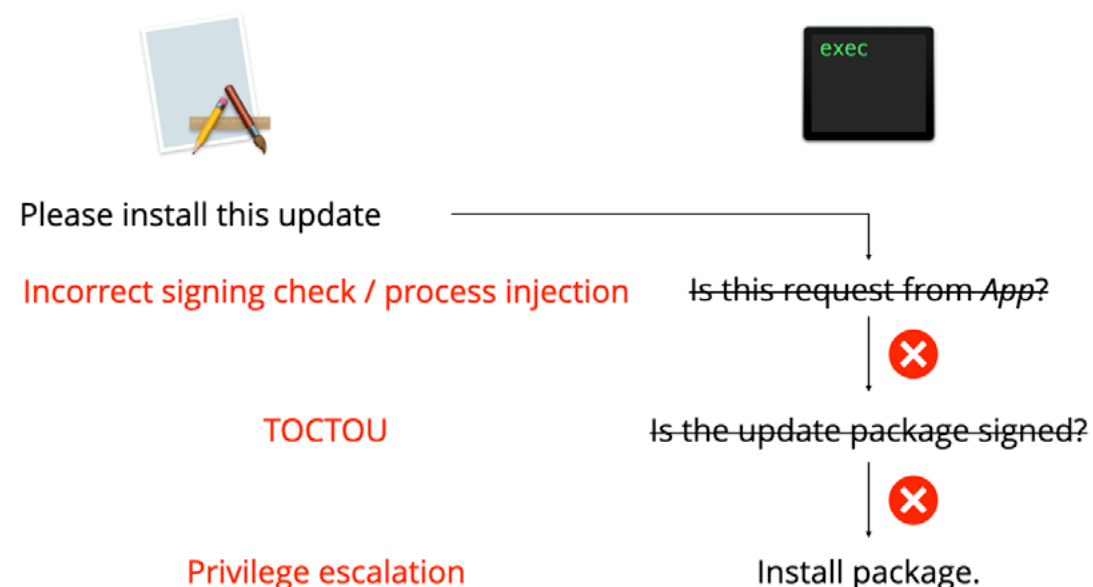 exec
Please install this update
Incorrect signing check / process injection
Is this request from App?
TOCTOU
Is the update package signed?
Privilege escalation
Install package.